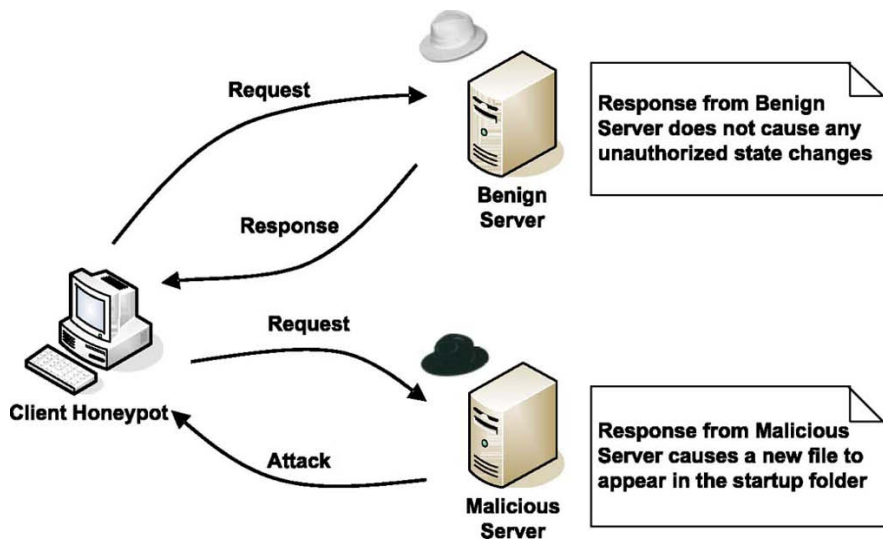 Request
Response from Benign
Server does not cause any
unauthorized state changes
Benign
Server
Response
Client Honeypot
Request
Attack
Malicious
Server
Response from Malicious
Server causes a new file to
appear in the startup folder